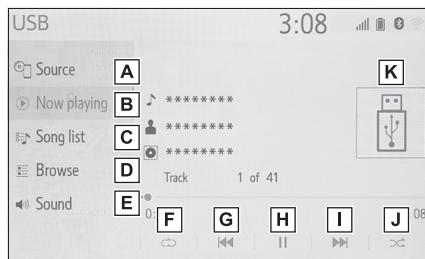 USB 3:08
Source A K
Now playing B ********
Song list C ********
Browse D ********
Track 1 of 41
Sound E
0: 08
F G H I J